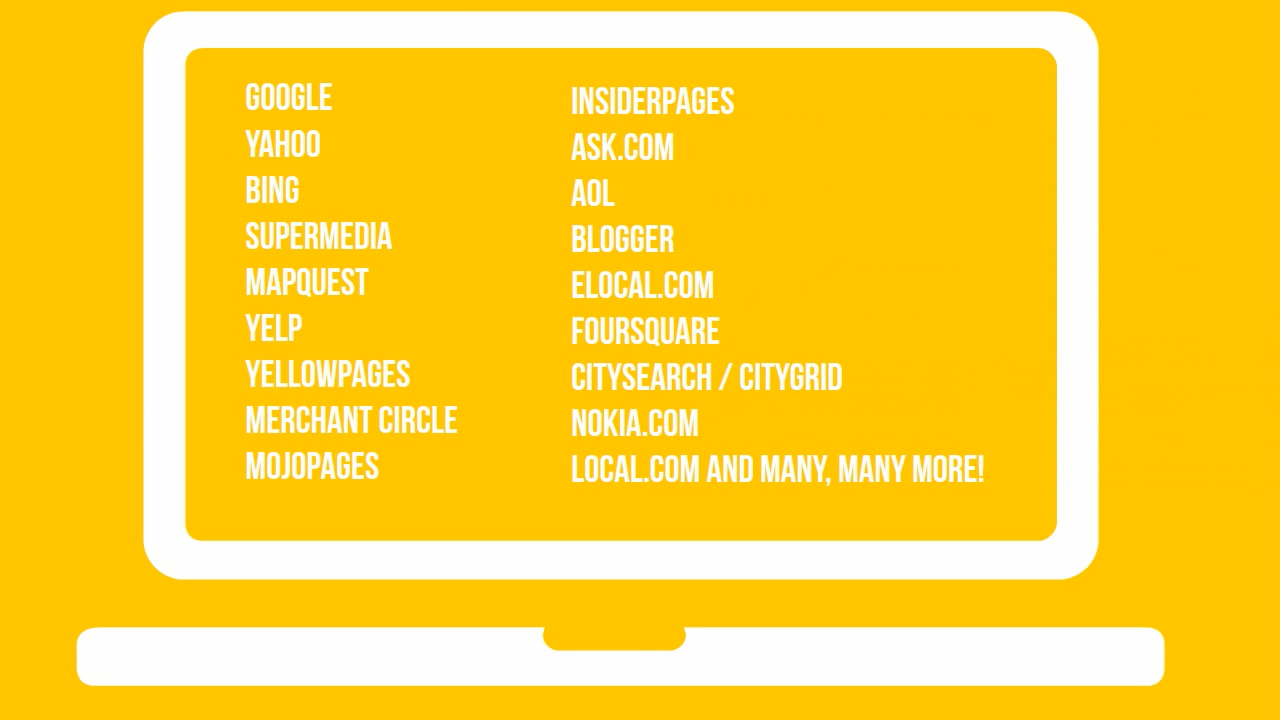 GOOGLE
YAHOO
BING
SUPERMEDIA
MAPQUEST
YELP
YELLOWPAGES
MERCHANT CIRCLE
MOJOPAGES
INSIDERPAGES
ASK.COM
AOL
BLOGGER
ELOCAL.COM
FOURSQUARE
CITYSEARCH / CITYGRID
NOKIA.COM
LOCAL.COM AND MANY, MANY MORE!